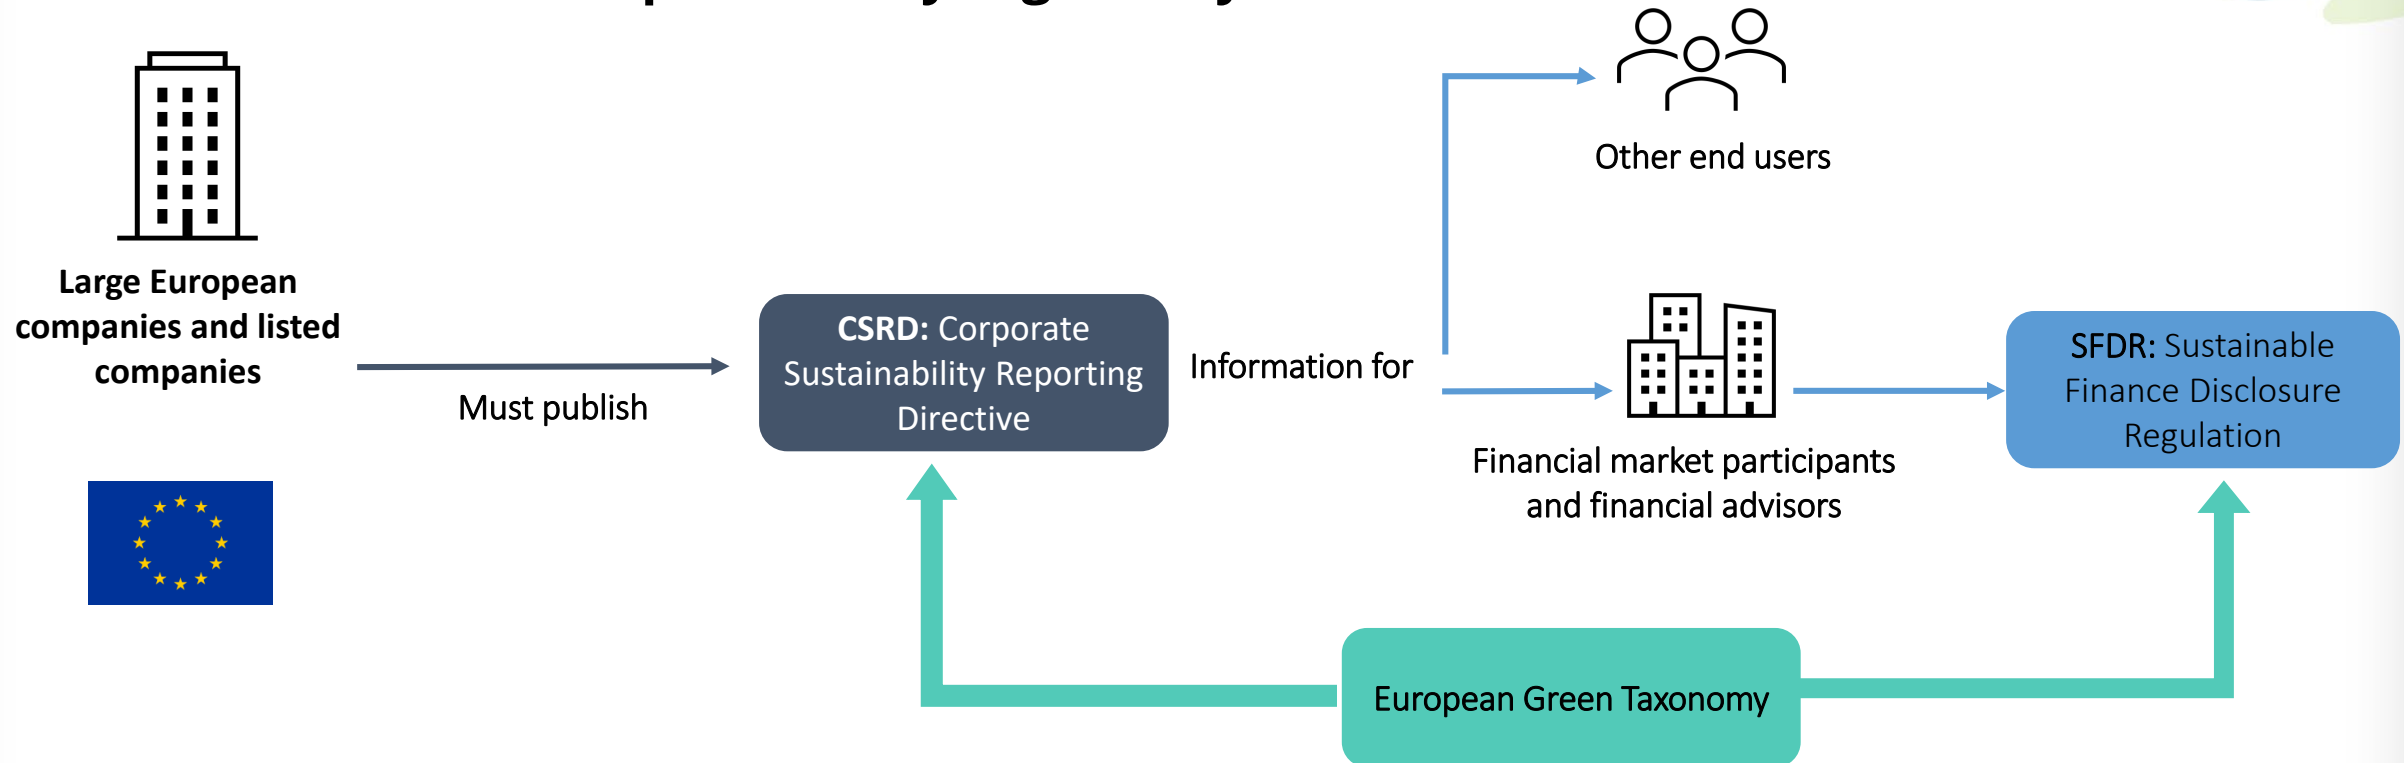 Large European
companies and listed
companies
Must publish
CSRD: Corporate
Sustainability Reporting
Directive
Information for
Other end users
Financial market participants
and financial advisors
SFDR: Sustainable
Finance Disclosure
Regulation
European Green Taxonomy